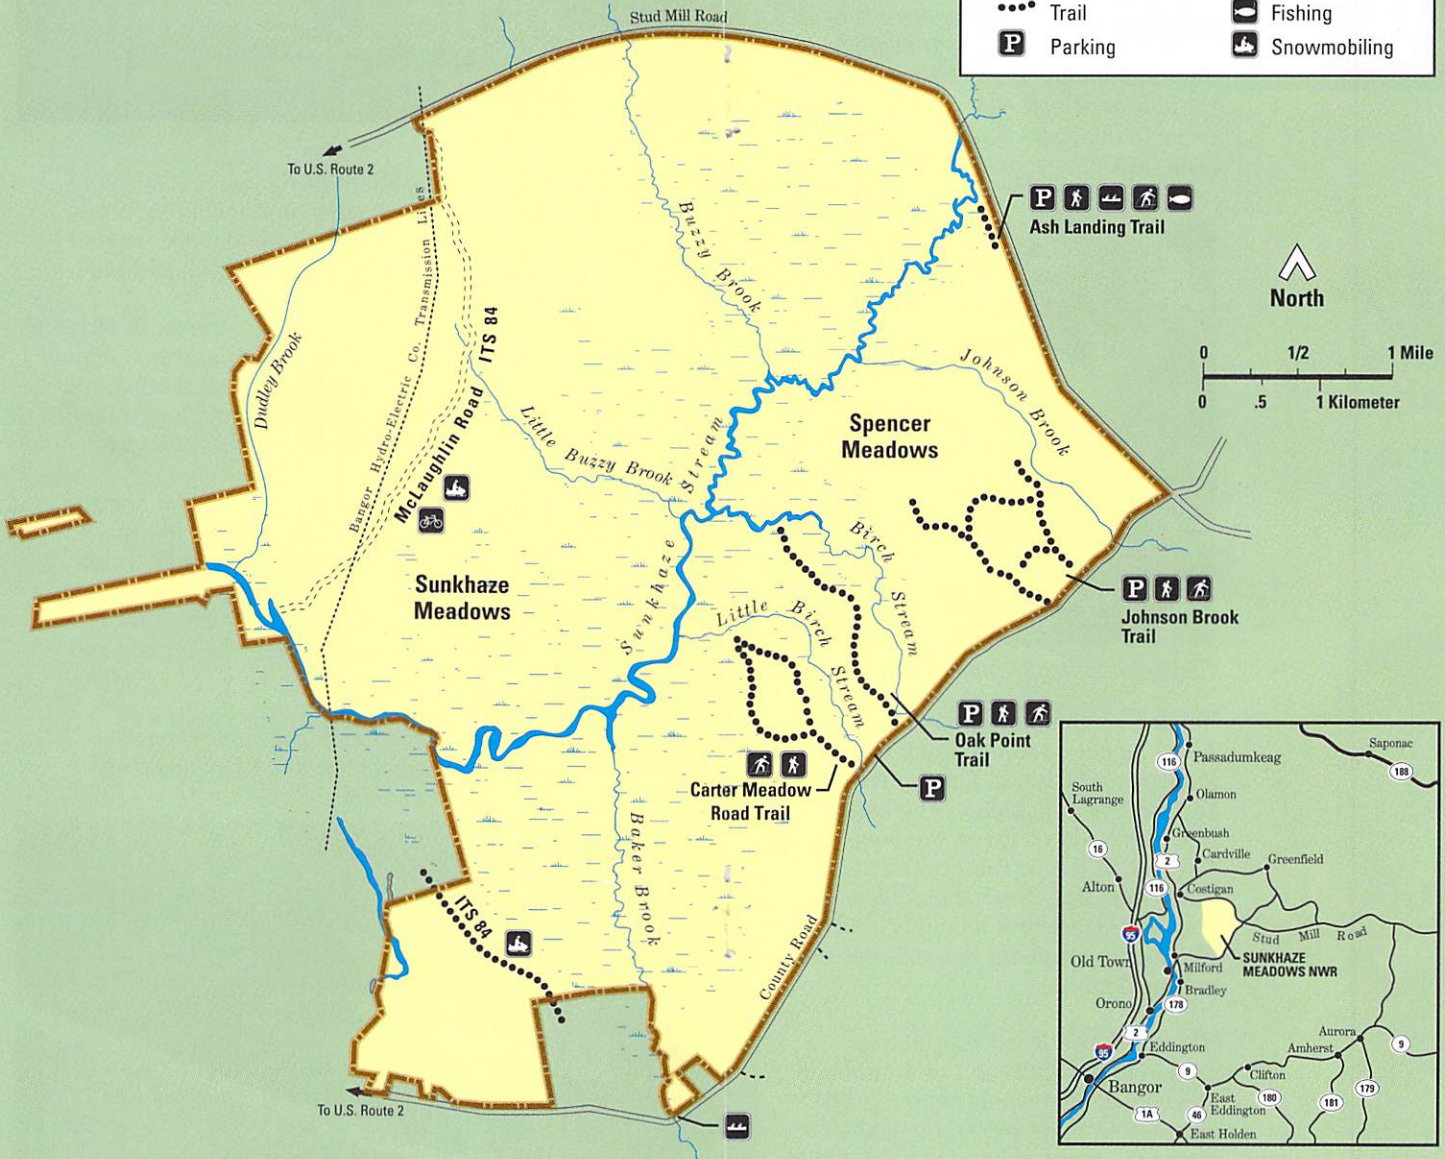 Stud Mill Road
Trail
Fishing
P
Parking
Snowmobiling
To U.S. Route 2
P
Ash Landing Trail
North
0 1/2 1 Mile
0 .5 1 Kilometer
Bangor Hydro-Electric Co. Transmission Lines
Dudley Brook
McLaughlin Road ITS 84
Buzzy Brook
Little Buzzy Brook
Johnson Brook
Spencer
Meadows
Sunkhaze Stream
Sunkhaze
Meadows
Birch Stream
Little Birch Stream
P
Johnson Brook
Trail
P
Oak Point
Trail
P
Carter Meadow
Road Trail
Baker Brook
ITS 84
County Road
To U.S. Route 2
116
Passadumkeag
Saponac
188
South
Lagrange
Olamon
Greenbush
16
2
Cardville
Greenfield
Alton
116
Costigan
95
Stud Mill Road
Old Town
Milford
SUNKHAZE
MEADOWS NWR
Bradley
Orono
178
2
Aurora
95
Eddington
Amherst
9
9
Clifton
Bangor
East
Eddington
180
181
179
1A
46
East Holden